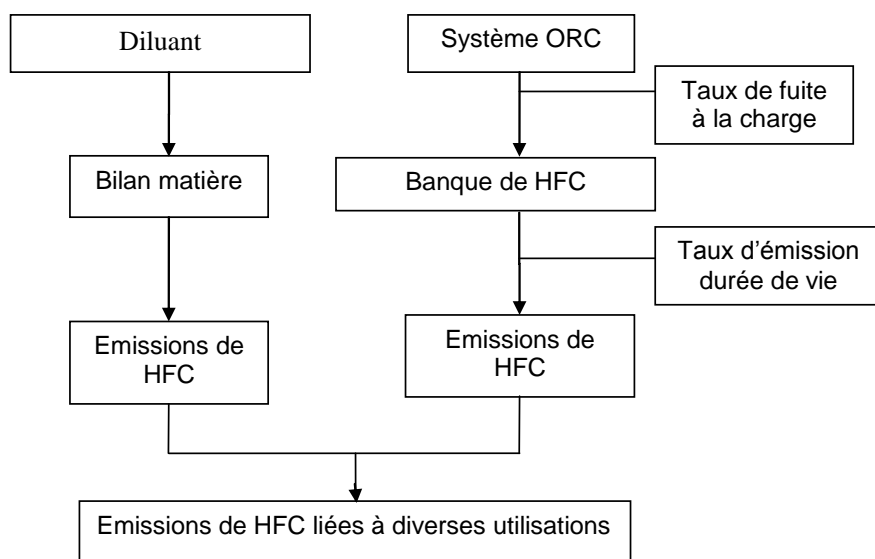 Diluant
Système ORC
Taux de fuite
à la charge
Bilan matière
Banque de HFC
Taux d'émission
durée de vie
Emissions de
HFC
Emissions de
HFC
Emissions de HFC liées à diverses utilisations